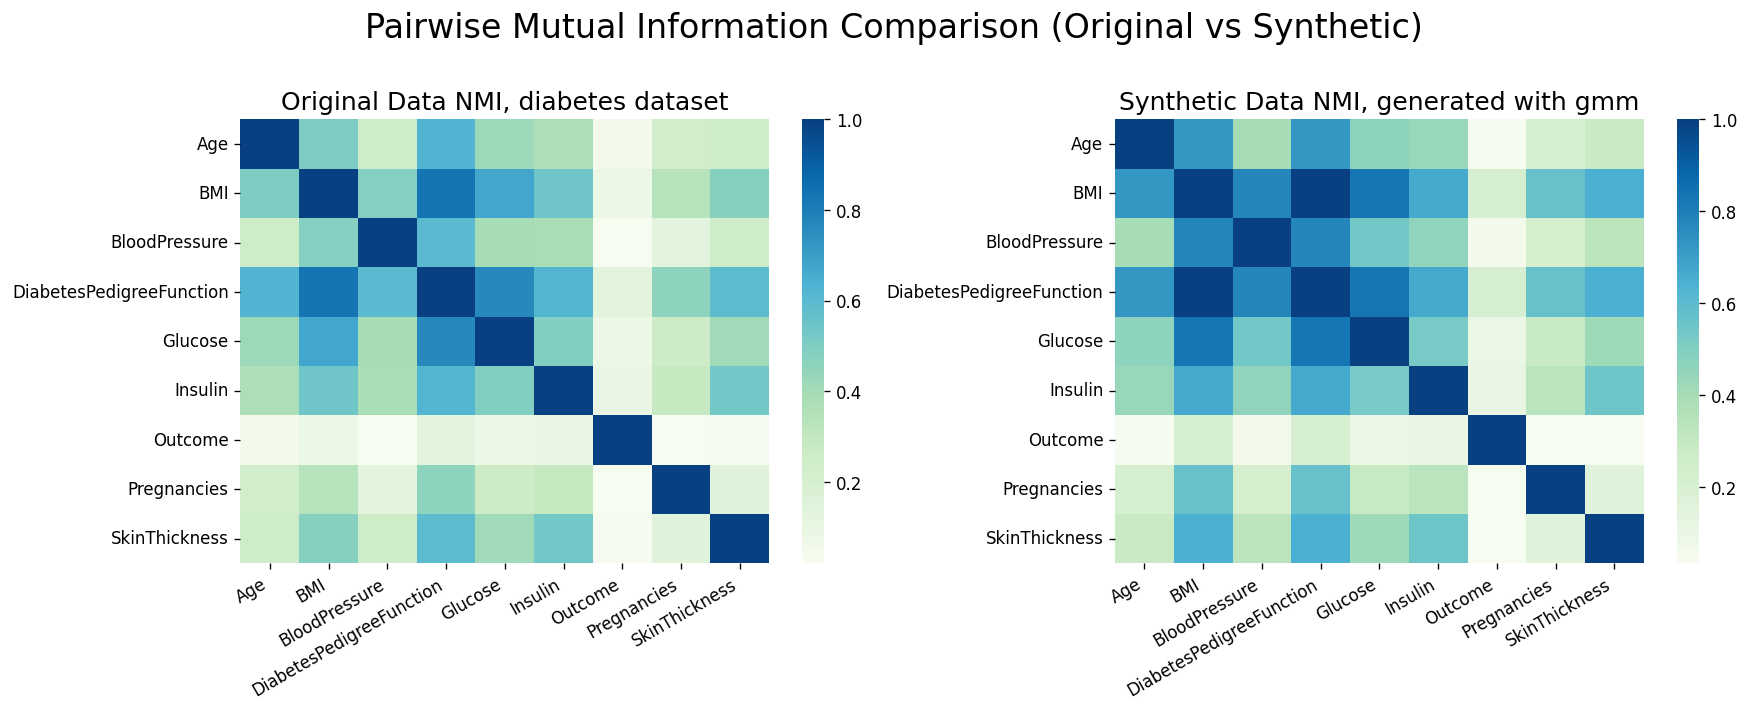 Pairwise Mutual Information Comparison (Original vs Synthetic)
Original Data NMI, diabetes dataset
Age
BMI
BloodPressure
DiabetesPedigreeFunction
Glucose
Insulin
Outcome
Pregnancies
SkinThickness
Age
BMI
BloodPressure
DiabetesPedigreeFunction
Glucose
Insulin
Outcome
Pregnancies
SkinThickness
1.0
0.8
0.6
0.4
0.2
Synthetic Data NMI, generated with gmm
Age
BMI
BloodPressure
DiabetesPedigreeFunction
Glucose
Insulin
Outcome
Pregnancies
SkinThickness
Age
BMI
BloodPressure
DiabetesPedigreeFunction
Glucose
Insulin
Outcome
Pregnancies
SkinThickness
1.0
0.8
0.6
0.4
0.2